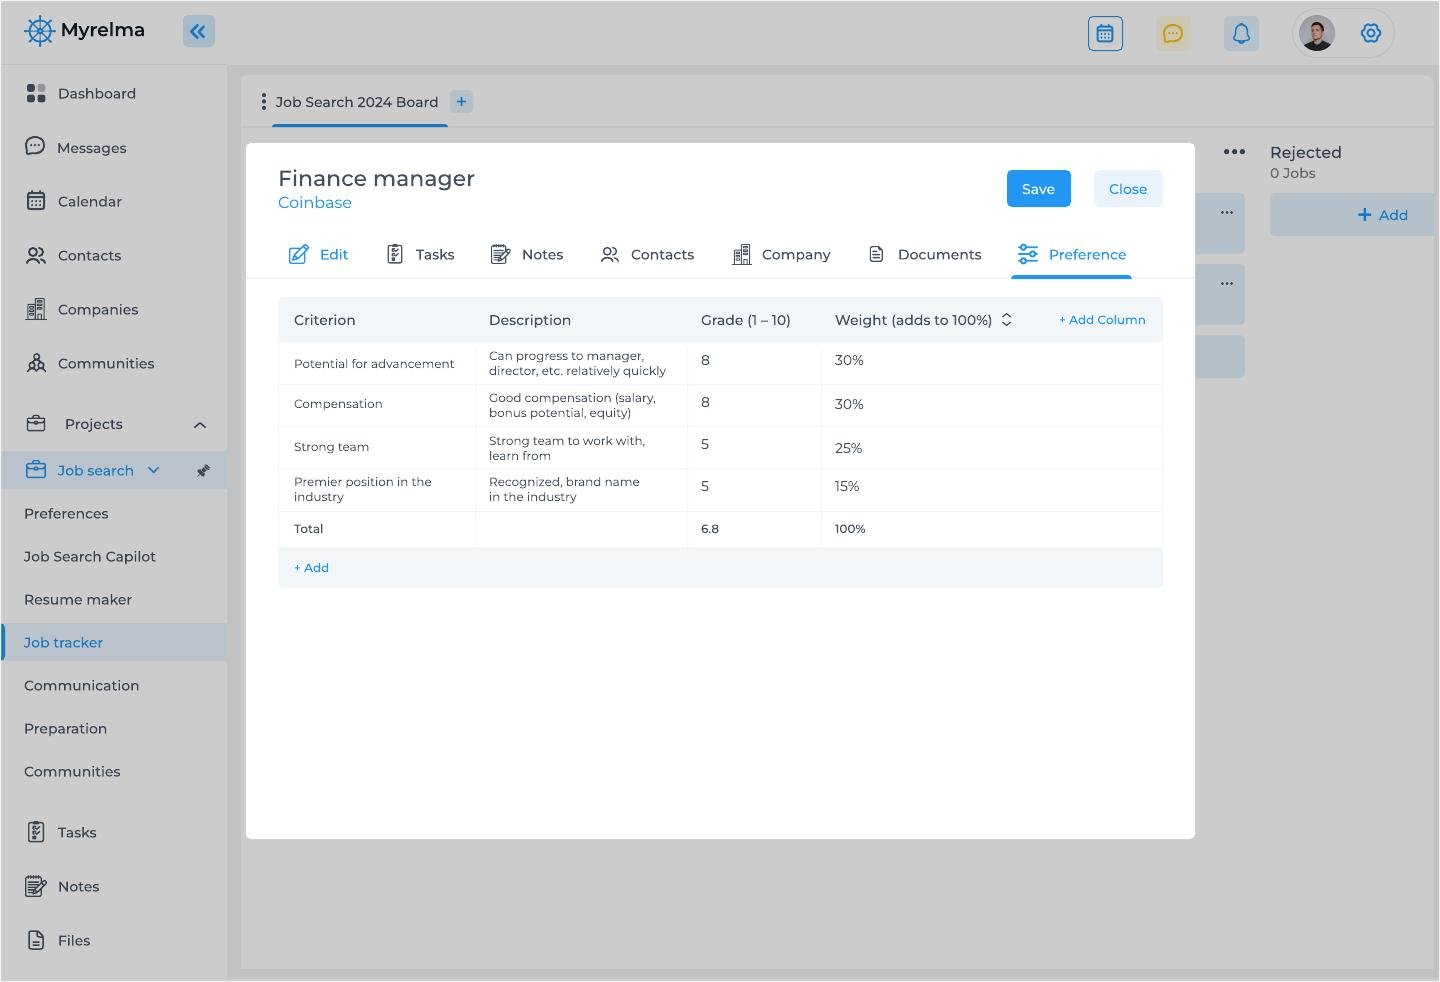 Myrelma
Dashboard
Messages
Calendar
Contacts
Companies
Communities
Projects
Job search
Preferences
Job Search Copilot
Resume maker
Job tracker
Communication
Preparation
Communities
Tasks
Notes
Files
Job Search 2024 Board +
Rejected
0 Jobs
+ Add
Finance manager
Coinbase
Save
Close
Edit
Tasks
Notes
Contacts
Company
Documents
Preference
Criterion
Description
Grade (1 – 10)
Weight (adds to 100%)
+ Add Column
Potential for advancement
Can progress to manager,
director, etc. relatively quickly
8
30%
Compensation
Good compensation (salary,
bonus potential, equity)
8
30%
Strong team
Strong team to work with,
learn from
5
25%
Premier position in the
industry
Recognized, brand name
in the industry
5
15%
Total
6.8
100%
+ Add